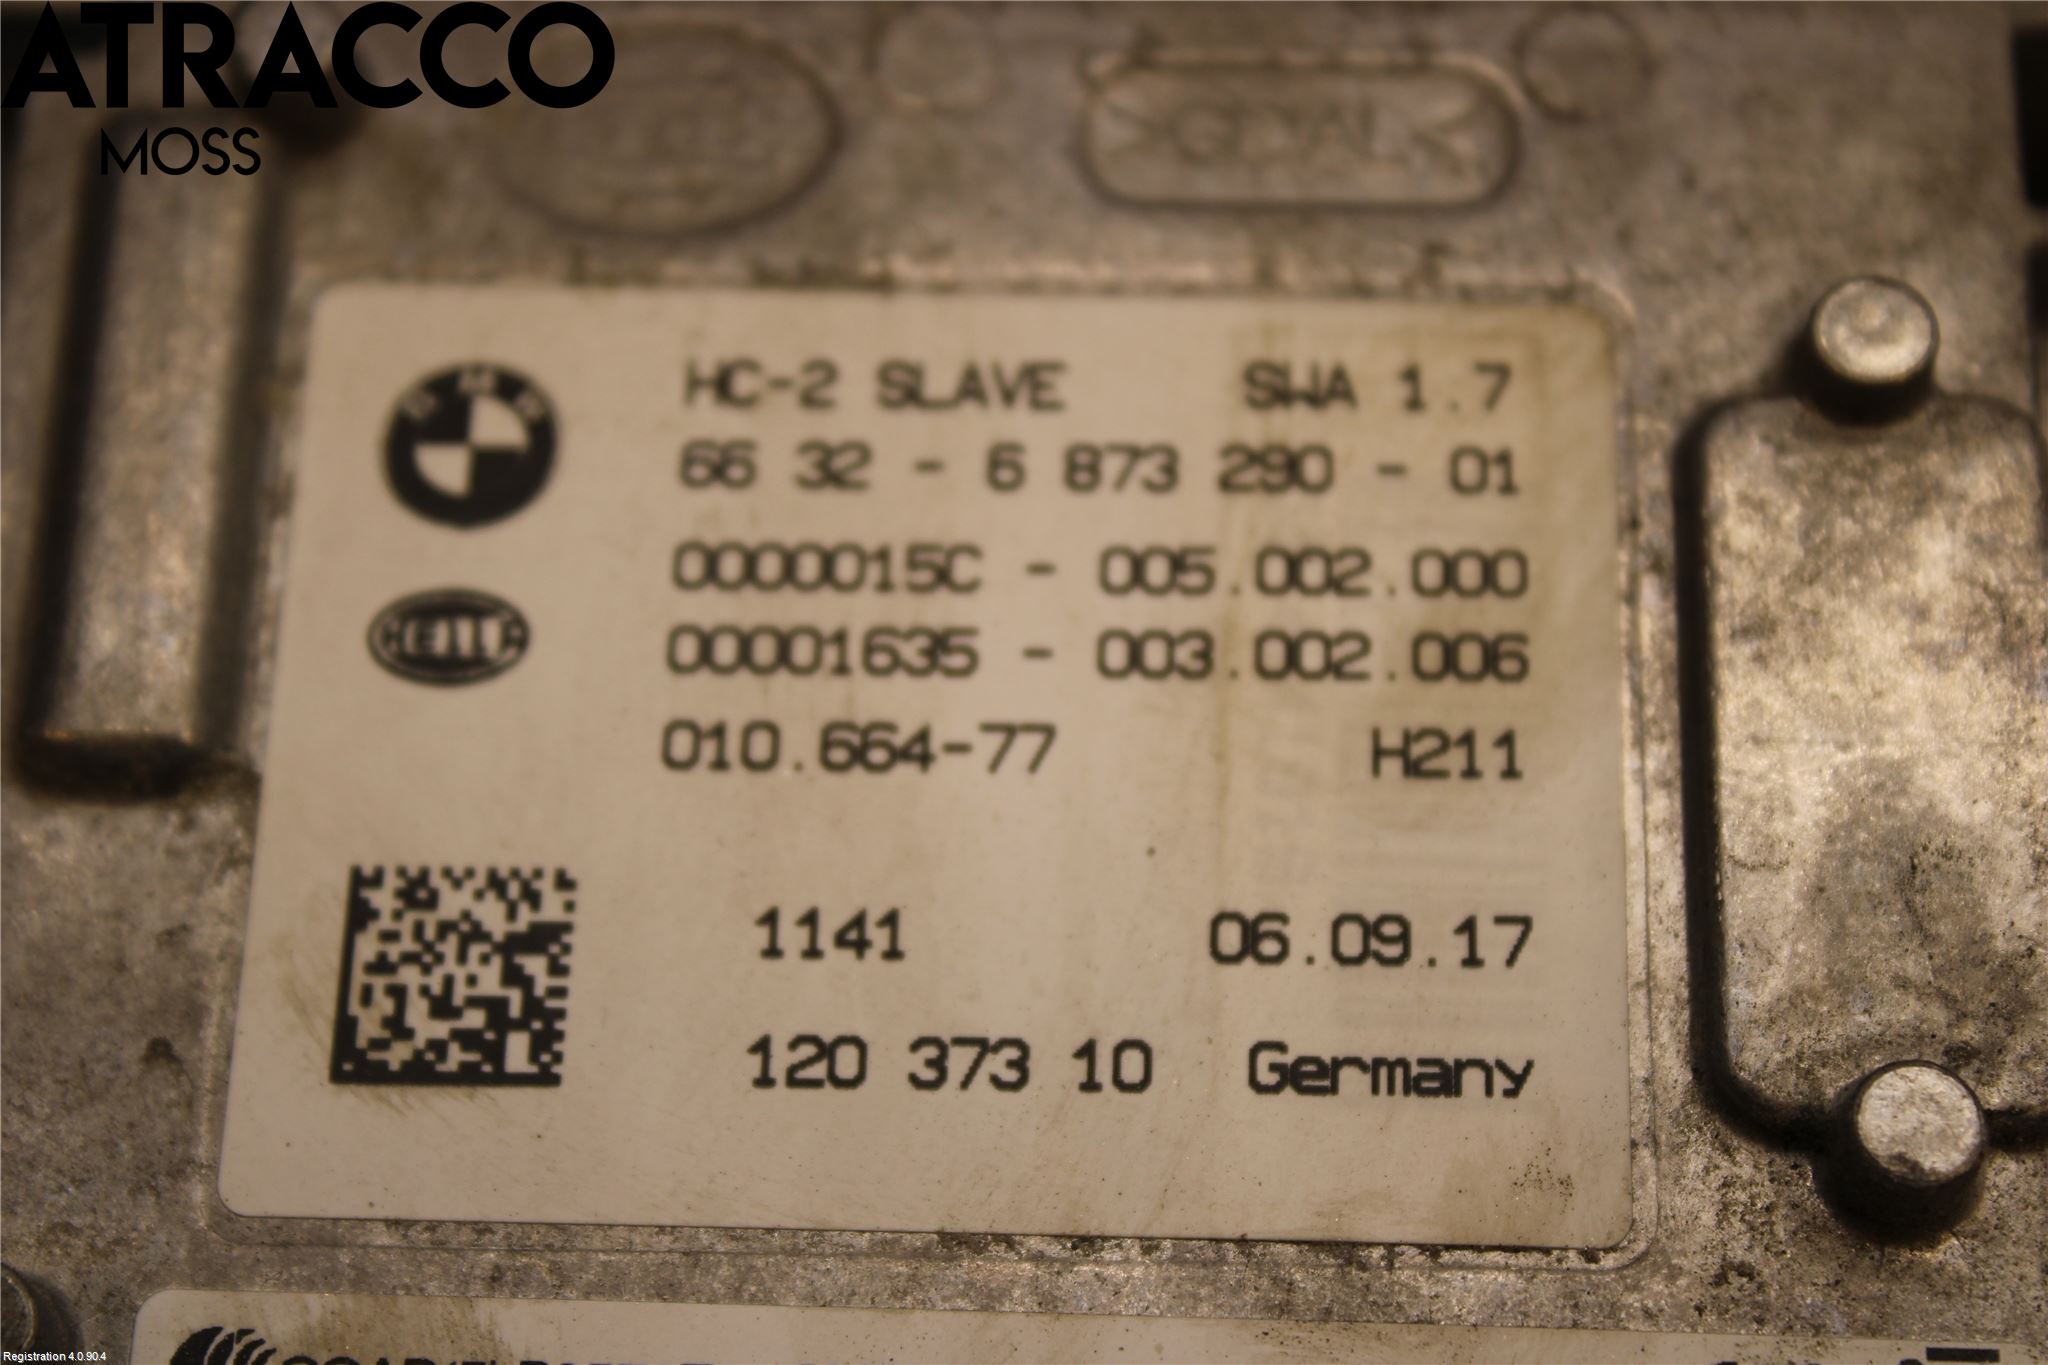 ATRACCO
MOSS
HC-2 SLAVE SWA 1.7
66 32 - 6 873 290 - 01
0000015C - 005.002.000
HELLA
00001635 - 003.002.006
010.664-77 H211
1141 06.09.17
120 373 10 Germany
Registration 4.0.90.4